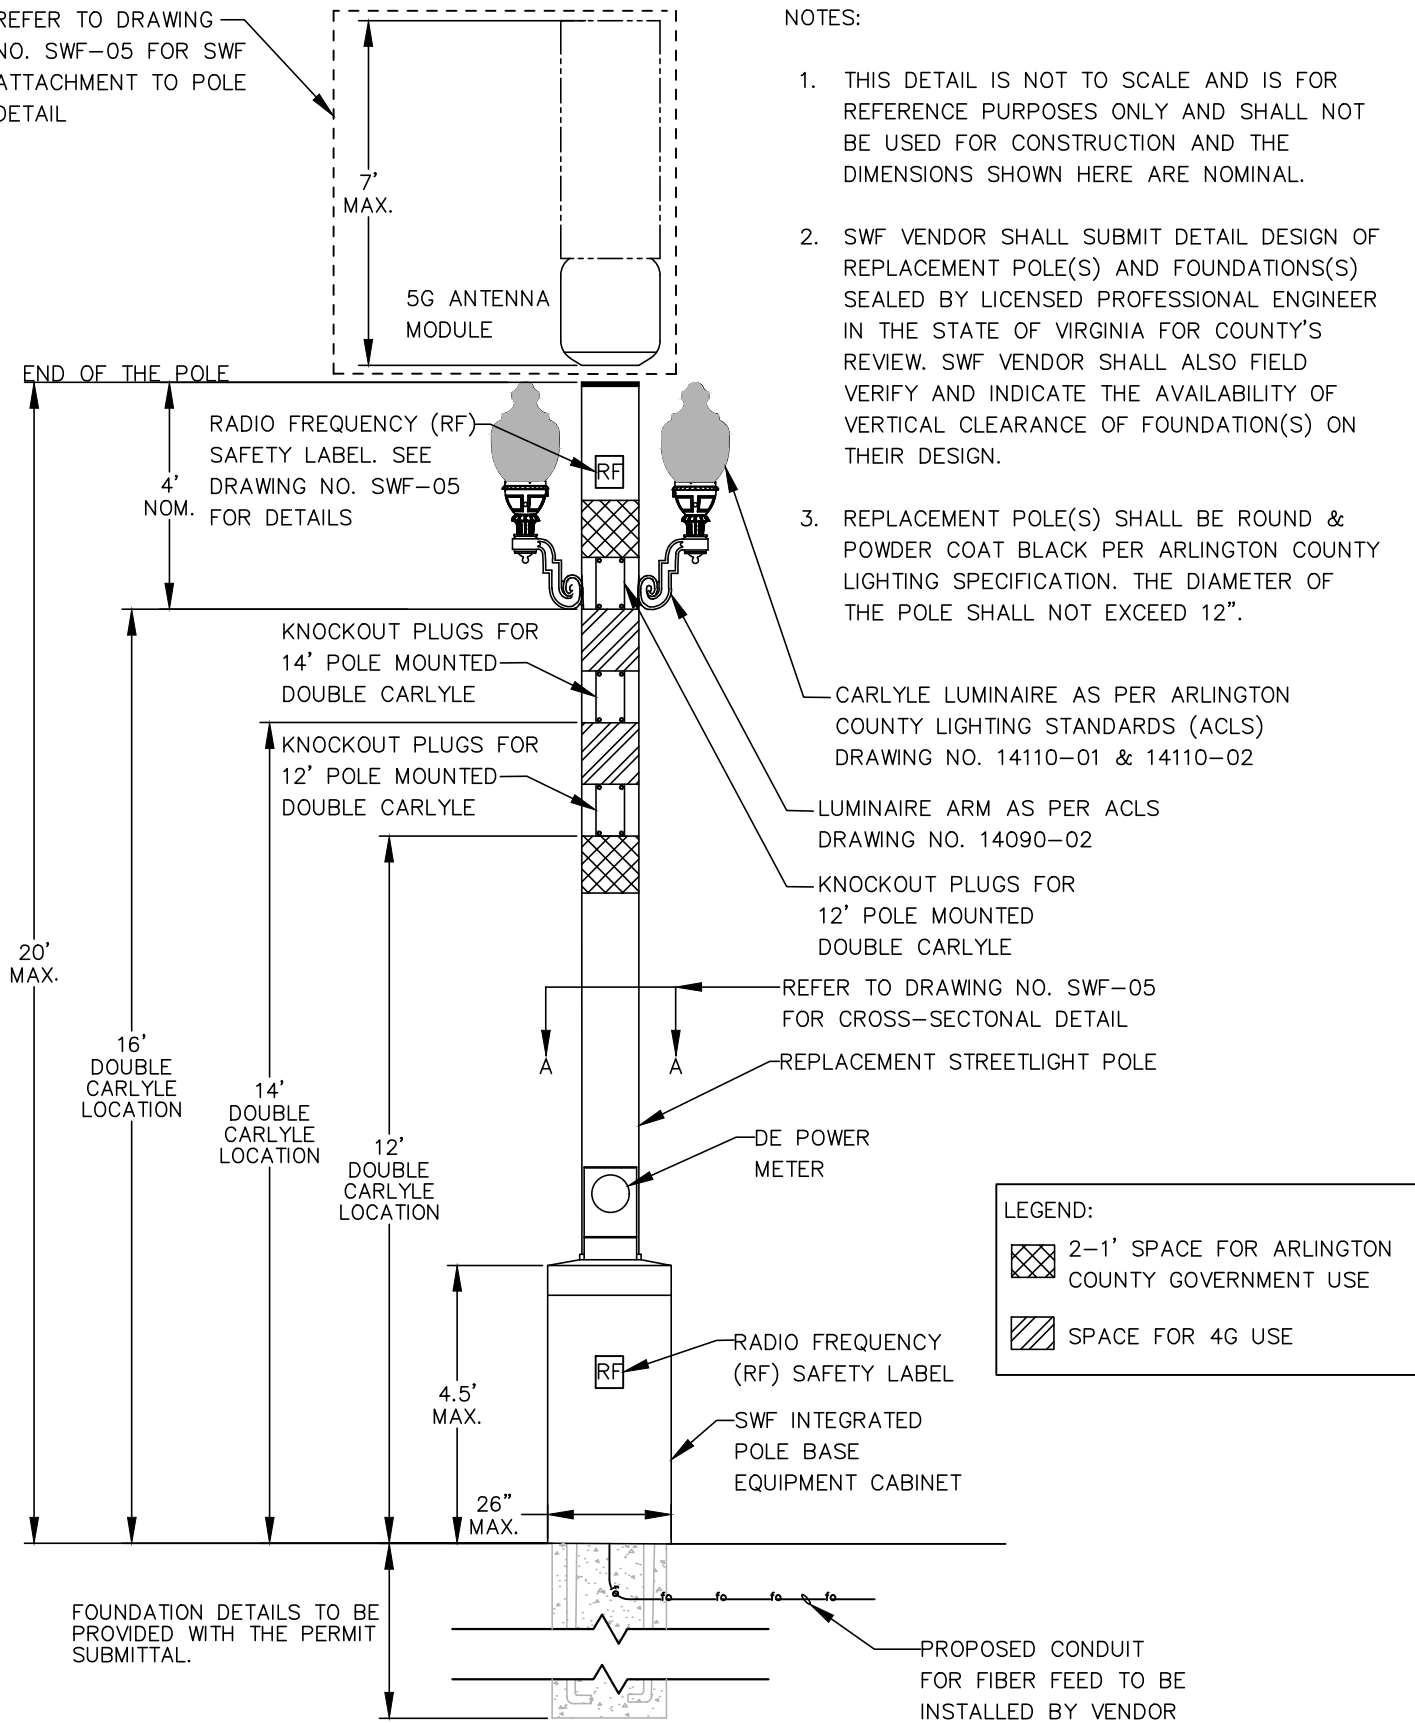 REFER TO DRAWING
NO. SWF-05 FOR SWF
ATTACHMENT TO POLE
DETAIL
7'
MAX.
5G ANTENNA
MODULE
END OF THE POLE
RADIO FREQUENCY (RF)
SAFETY LABEL. SEE
DRAWING NO. SWF-05
FOR DETAILS
4'
NOM.
RF
KNOCKOUT PLUGS FOR
14' POLE MOUNTED
DOUBLE CARLYLE
KNOCKOUT PLUGS FOR
12' POLE MOUNTED
DOUBLE CARLYLE
20'
MAX.
16'
DOUBLE
CARLYLE
LOCATION
14'
DOUBLE
CARLYLE
LOCATION
12'
DOUBLE
CARLYLE
LOCATION
4.5'
MAX.
26"
MAX.
FOUNDATION DETAILS TO BE
PROVIDED WITH THE PERMIT
SUBMITTAL.
NOTES:
1. THIS DETAIL IS NOT TO SCALE AND IS FOR
REFERENCE PURPOSES ONLY AND SHALL NOT
BE USED FOR CONSTRUCTION AND THE
DIMENSIONS SHOWN HERE ARE NOMINAL.
2. SWF VENDOR SHALL SUBMIT DETAIL DESIGN OF
REPLACEMENT POLE(S) AND FOUNDATIONS(S)
SEALED BY LICENSED PROFESSIONAL ENGINEER
IN THE STATE OF VIRGINIA FOR COUNTY'S
REVIEW. SWF VENDOR SHALL ALSO FIELD
VERIFY AND INDICATE THE AVAILABILITY OF
VERTICAL CLEARANCE OF FOUNDATION(S) ON
THEIR DESIGN.
3. REPLACEMENT POLE(S) SHALL BE ROUND &
POWDER COAT BLACK PER ARLINGTON COUNTY
LIGHTING SPECIFICATION. THE DIAMETER OF
THE POLE SHALL NOT EXCEED 12".
CARLYLE LUMINAIRE AS PER ARLINGTON
COUNTY LIGHTING STANDARDS (ACLS)
DRAWING NO. 14110-01 & 14110-02
LUMINAIRE ARM AS PER ACLS
DRAWING NO. 14090-02
KNOCKOUT PLUGS FOR
12' POLE MOUNTED
DOUBLE CARLYLE
REFER TO DRAWING NO. SWF-05
FOR CROSS-SECTONAL DETAIL
A A
REPLACEMENT STREETLIGHT POLE
DE POWER
METER
LEGEND:
2-1' SPACE FOR ARLINGTON
COUNTY GOVERNMENT USE
SPACE FOR 4G USE
RADIO FREQUENCY
(RF) SAFETY LABEL
RF
SWF INTEGRATED
POLE BASE
EQUIPMENT CABINET
fo fo fo fo fo
PROPOSED CONDUIT
FOR FIBER FEED TO BE
INSTALLED BY VENDOR